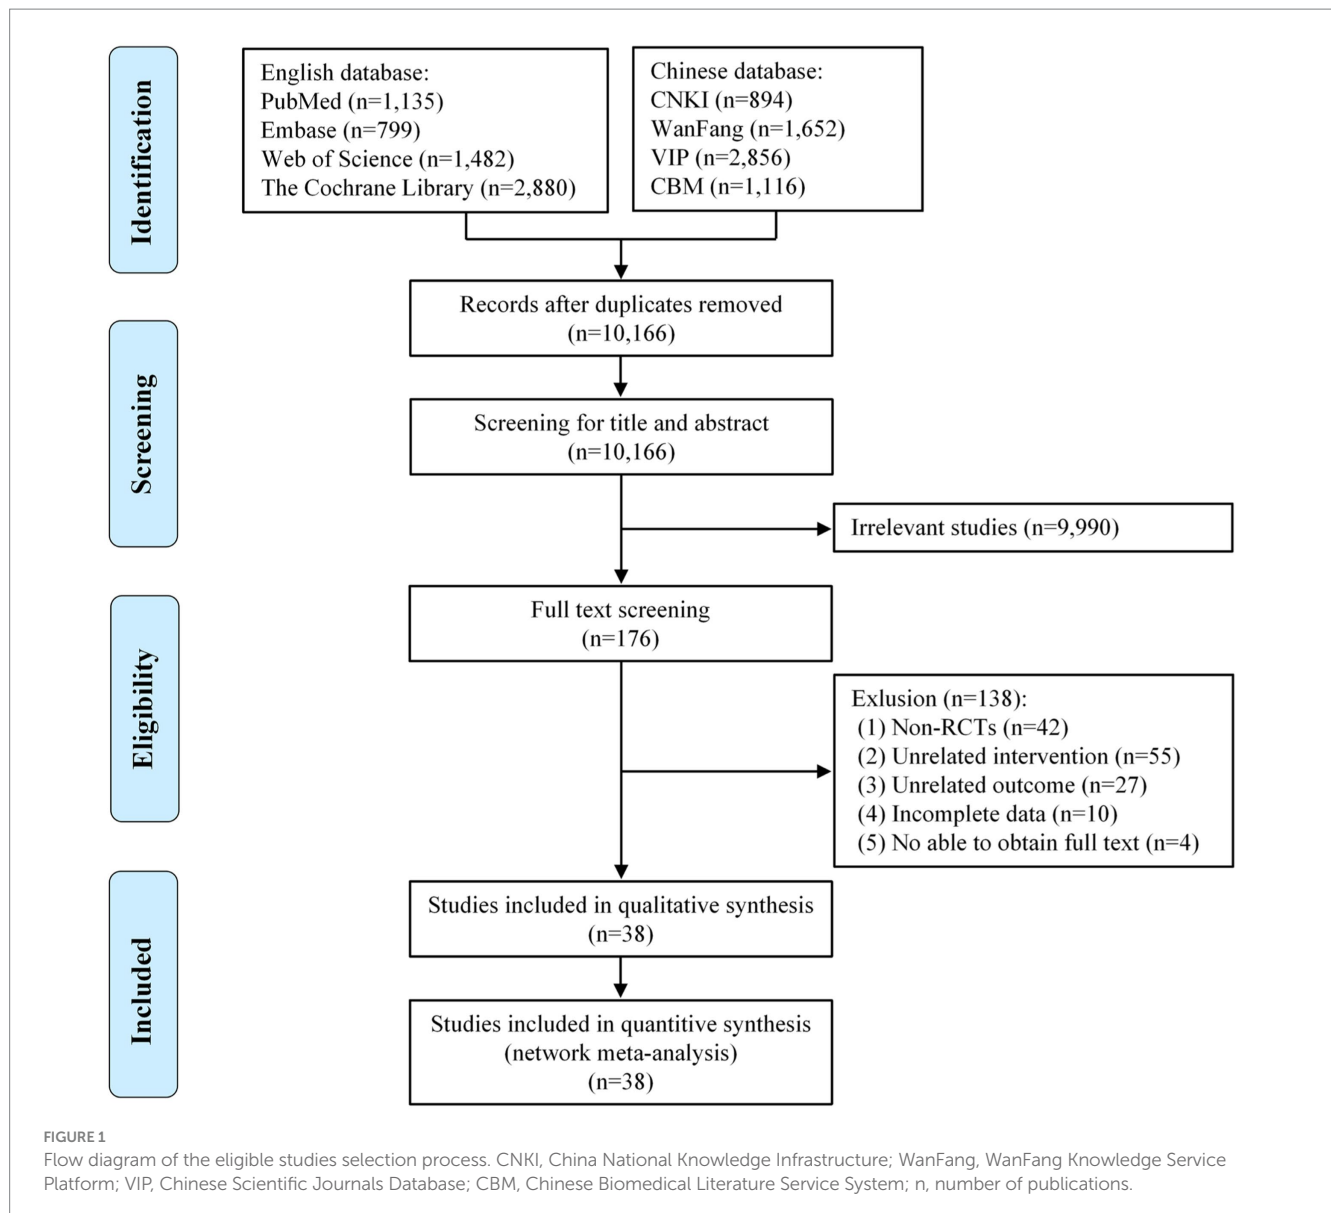 Identification
English database:
PubMed (n=1,135)
Embase (n=799)
Web of Science (n=1,482)
The Cochrane Library (n=2,880)
Chinese database:
CNKI (n=894)
WanFang (n=1,652)
VIP (n=2,856)
CBM (n=1,116)
Records after duplicates removed
(n=10,166)
Screening
Screening for title and abstract
(n=10,166)
Irrelevant studies (n=9,990)
Eligibility
Full text screening
(n=176)
Exlusion (n=138):
(1) Non-RCTs (n=42)
(2) Unrelated intervention (n=55)
(3) Unrelated outcome (n=27)
(4) Incomplete data (n=10)
(5) No able to obtain full text (n=4)
Included
Studies included in qualitative synthesis
(n=38)
Studies included in quantitive synthesis
(network meta-analysis)
(n=38)
FIGURE 1
Flow diagram of the eligible studies selection process. CNKI, China National Knowledge Infrastructure; WanFang, WanFang Knowledge Service
Platform; VIP, Chinese Scientific Journals Database; CBM, Chinese Biomedical Literature Service System; n, number of publications.